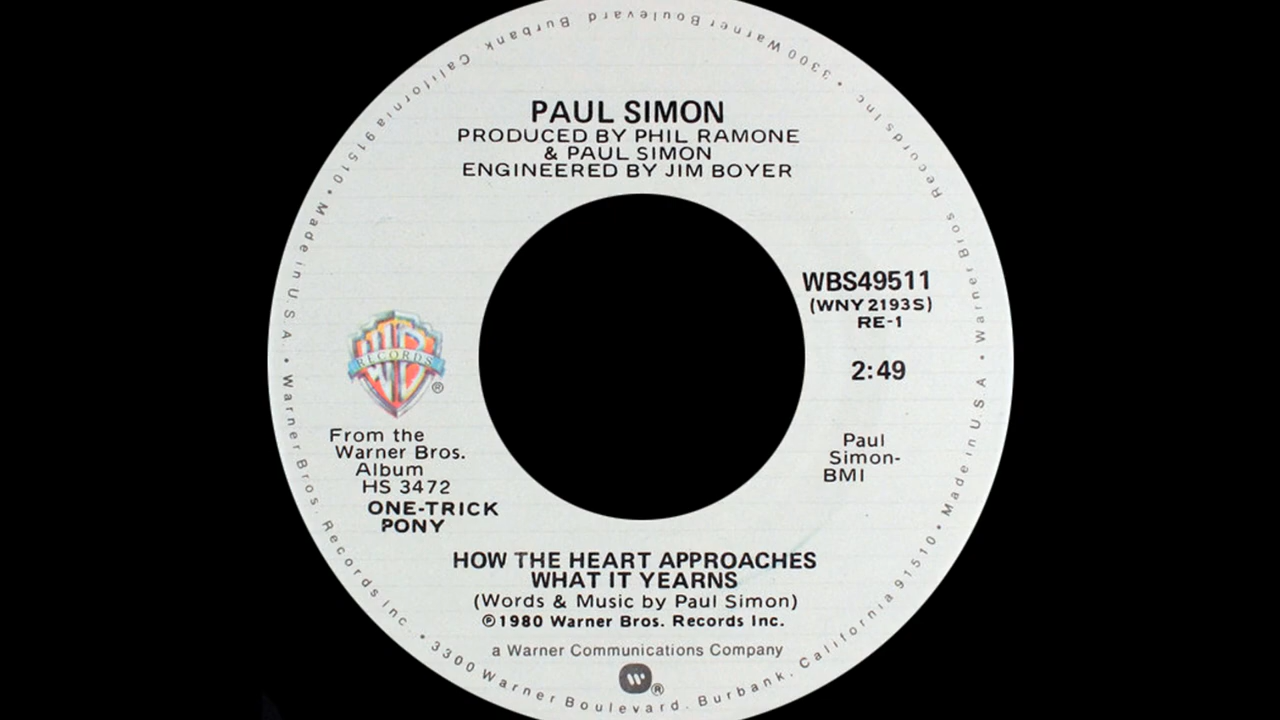 PAUL SIMON
PRODUCED BY PHIL RAMONE
& PAUL SIMON
ENGINEERED BY JIM BOYER
WBS49511
(WNY 2193S)
RE-1
2:49
W B
RECORDS
®
From the
Warner Bros.
Album
HS 3472
ONE-TRICK
PONY
Paul
Simon-
BMI
HOW THE HEART APPROACHES
WHAT IT YEARNS
(Words & Music by Paul Simon)
℗1980 Warner Bros. Records Inc.
a Warner Communications Company
W ®
Warner Bros. Records Inc. • 3300 Warner Boulevard, Burbank, California 91510 • Made in U.S.A. •
Warner Bros Records Inc • 3300 Warner Boulevard Burbank, California 91510 • Made in U.S.A. •